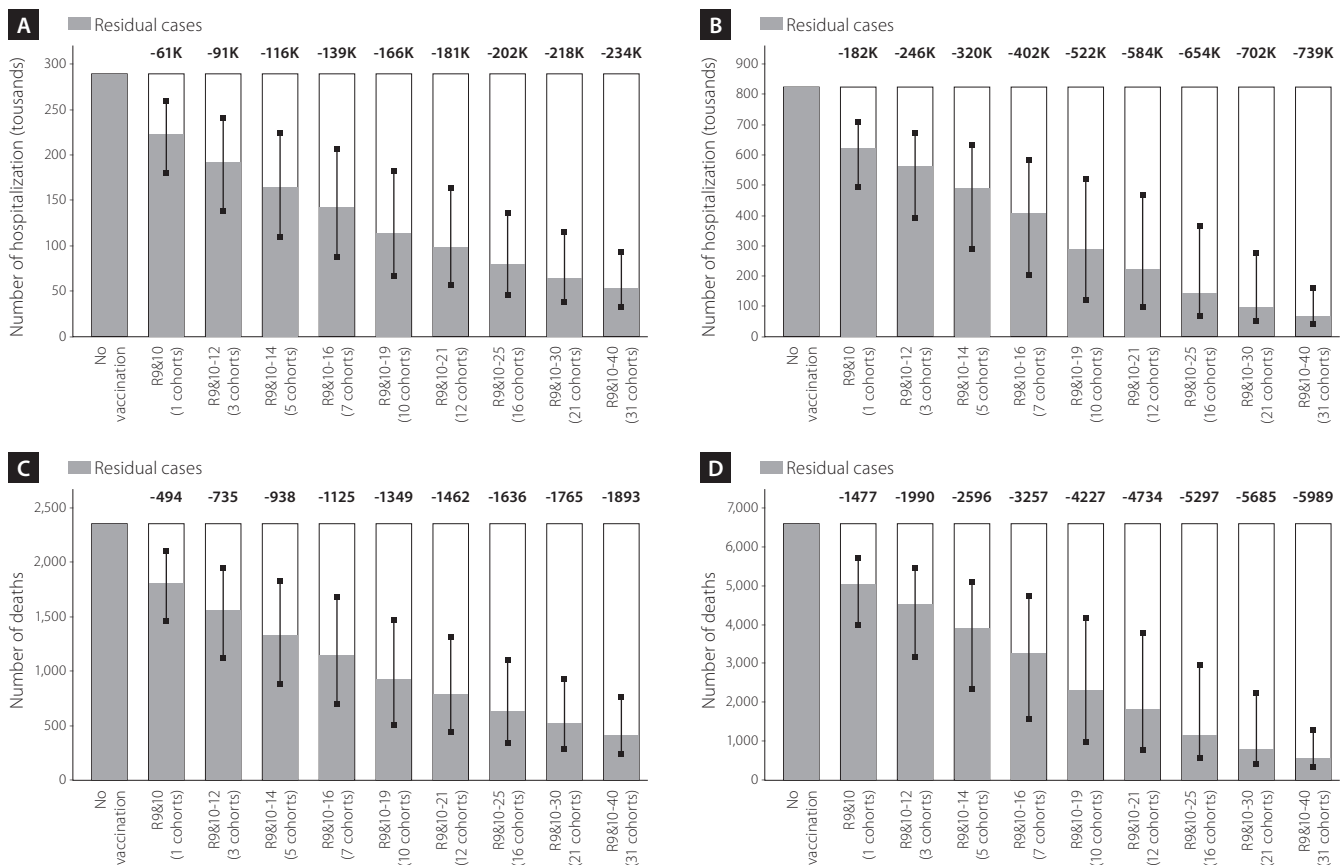 A
Residual cases
-61K -91K -116K -139K -166K -181K -202K -218K -234K
Number of hospitalization (tousands)
300
250
200
150
100
50
0
No
vaccination
R9&10
(1 cohorts)
R9&10-12
(3 cohorts)
R9&10-14
(5 cohorts)
R9&10-16
(7 cohorts)
R9&10-19
(10 cohorts)
R9&10-21
(12 cohorts)
R9&10-25
(16 cohorts)
R9&10-30
(21 cohorts)
R9&10-40
(31 cohorts)
B
Residual cases
-182K -246K -320K -402K -522K -584K -654K -702K -739K
Number of hospitalization (tousands)
900
800
700
600
500
400
300
200
100
0
No
vaccination
R9&10
(1 cohorts)
R9&10-12
(3 cohorts)
R9&10-14
(5 cohorts)
R9&10-16
(7 cohorts)
R9&10-19
(10 cohorts)
R9&10-21
(12 cohorts)
R9&10-25
(16 cohorts)
R9&10-30
(21 cohorts)
R9&10-40
(31 cohorts)
C
Residual cases
-494 -735 -938 -1125 -1349 -1462 -1636 -1765 -1893
Number of deaths
2,500
2,000
1,500
1,000
500
0
No
vaccination
R9&10
(1 cohorts)
R9&10-12
(3 cohorts)
R9&10-14
(5 cohorts)
R9&10-16
(7 cohorts)
R9&10-19
(10 cohorts)
R9&10-21
(12 cohorts)
R9&10-25
(16 cohorts)
R9&10-30
(21 cohorts)
R9&10-40
(31 cohorts)
D
Residual cases
-1477 -1990 -2596 -3257 -4227 -4734 -5297 -5685 -5989
Number of deaths
7,000
6,000
5,000
4,000
3,000
2,000
1,000
0
No
vaccination
R9&10
(1 cohorts)
R9&10-12
(3 cohorts)
R9&10-14
(5 cohorts)
R9&10-16
(7 cohorts)
R9&10-19
(10 cohorts)
R9&10-21
(12 cohorts)
R9&10-25
(16 cohorts)
R9&10-30
(21 cohorts)
R9&10-40
(31 cohorts)